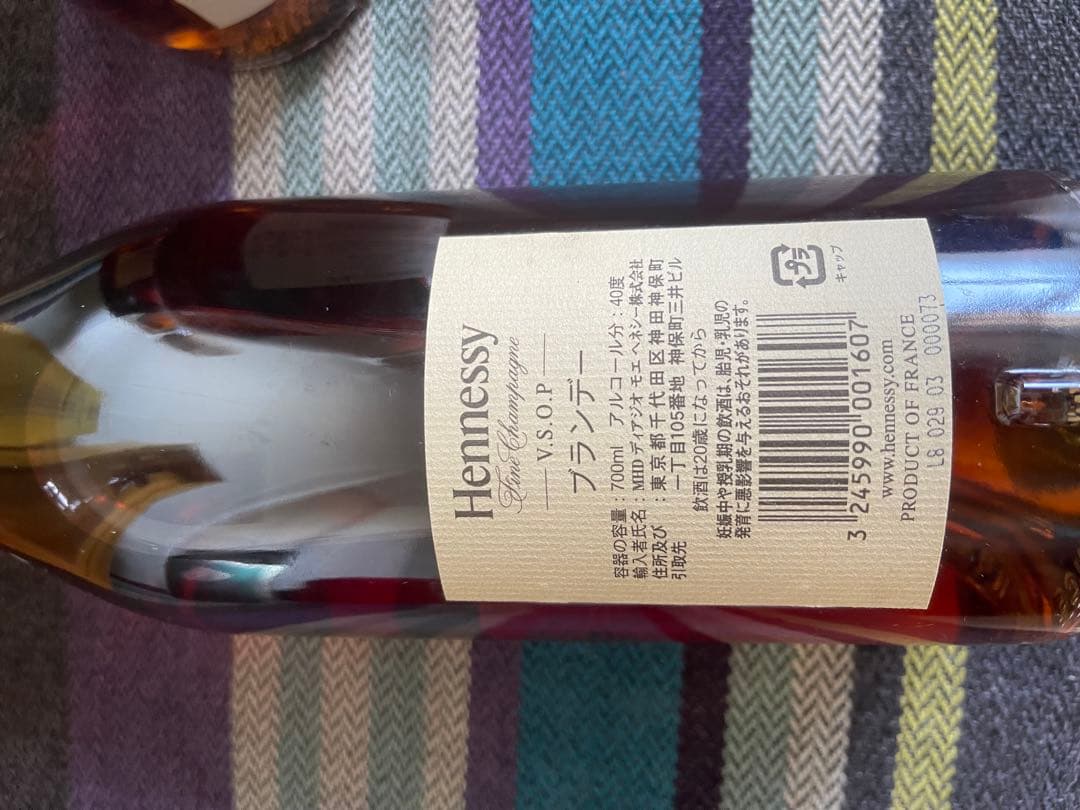 Hennessy
Fine Champagne
V.S.O.P
ブランデー
容器の容量：700ml アルコール分：40度
輸入者氏名：MHD ディアジオ モエ ヘネシー株式会社
住所及び：東京都千代田区神田神保町
引取先 一丁目105番地 神保町三井ビル
飲酒は20歳になってから
妊娠中や授乳期の飲酒は、胎児・乳児の
発育に悪影響を与えるおそれがあります。
プラ
キャップ
3 245990 001607
www.hennessy.com
PRODUCT OF FRANCE
L8 029 03 000073